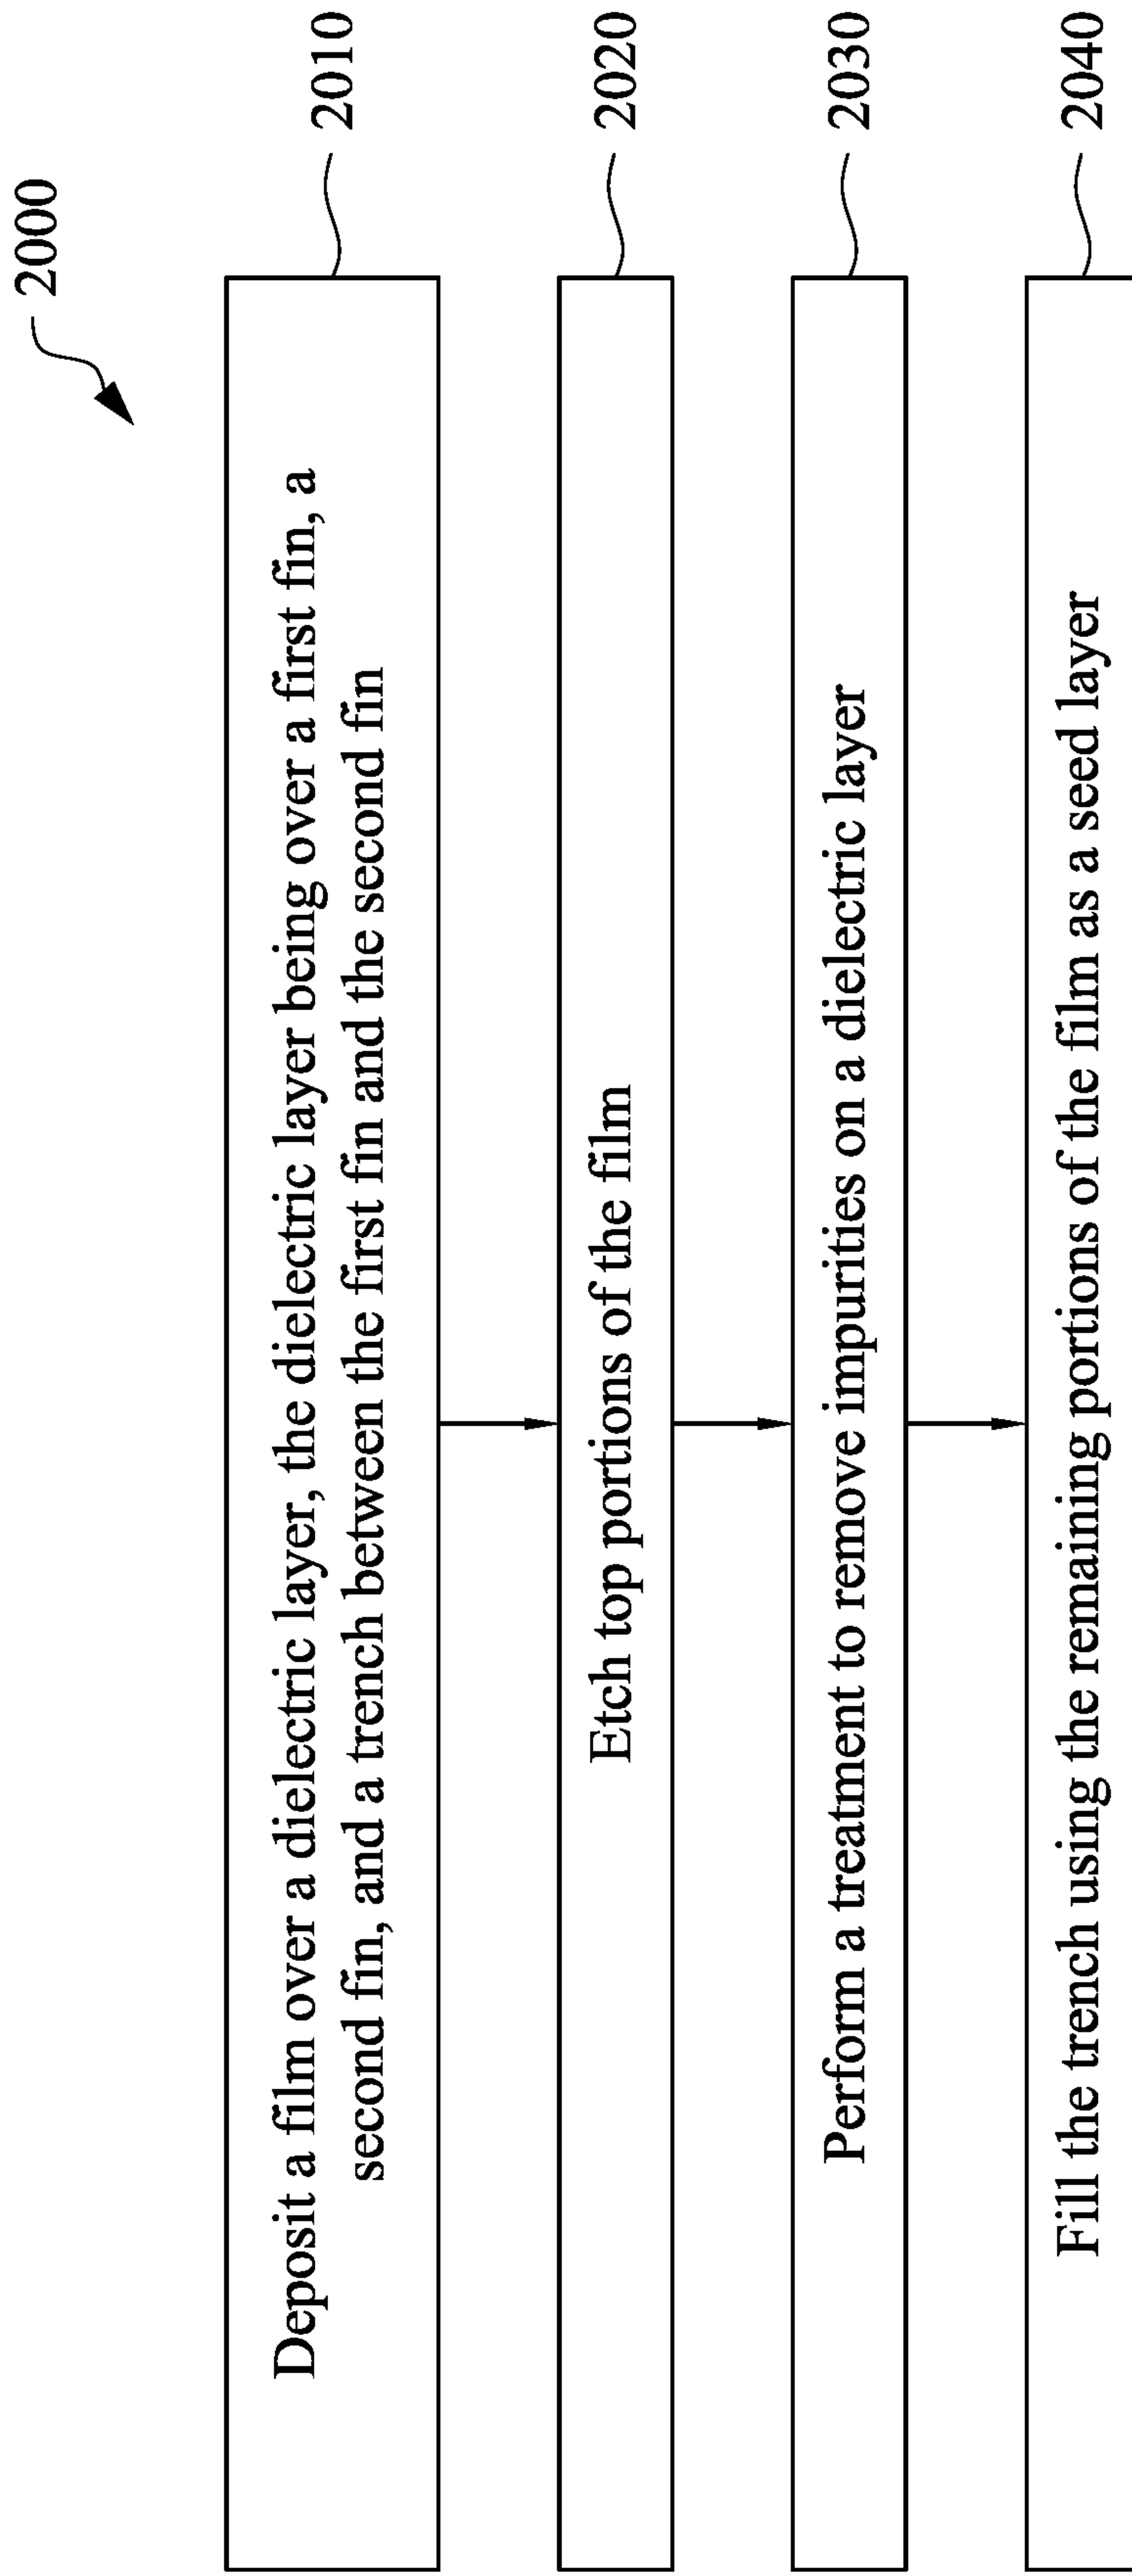 2000
Deposit a film over a dielectric layer, the dielectric layer being over a first fin, a
second fin, and a trench between the first fin and the second fin
2010
Etch top portions of the film
2020
Perform a treatment to remove impurities on a dielectric layer
2030
Fill the trench using the remaining portions of the film as a seed layer
2040